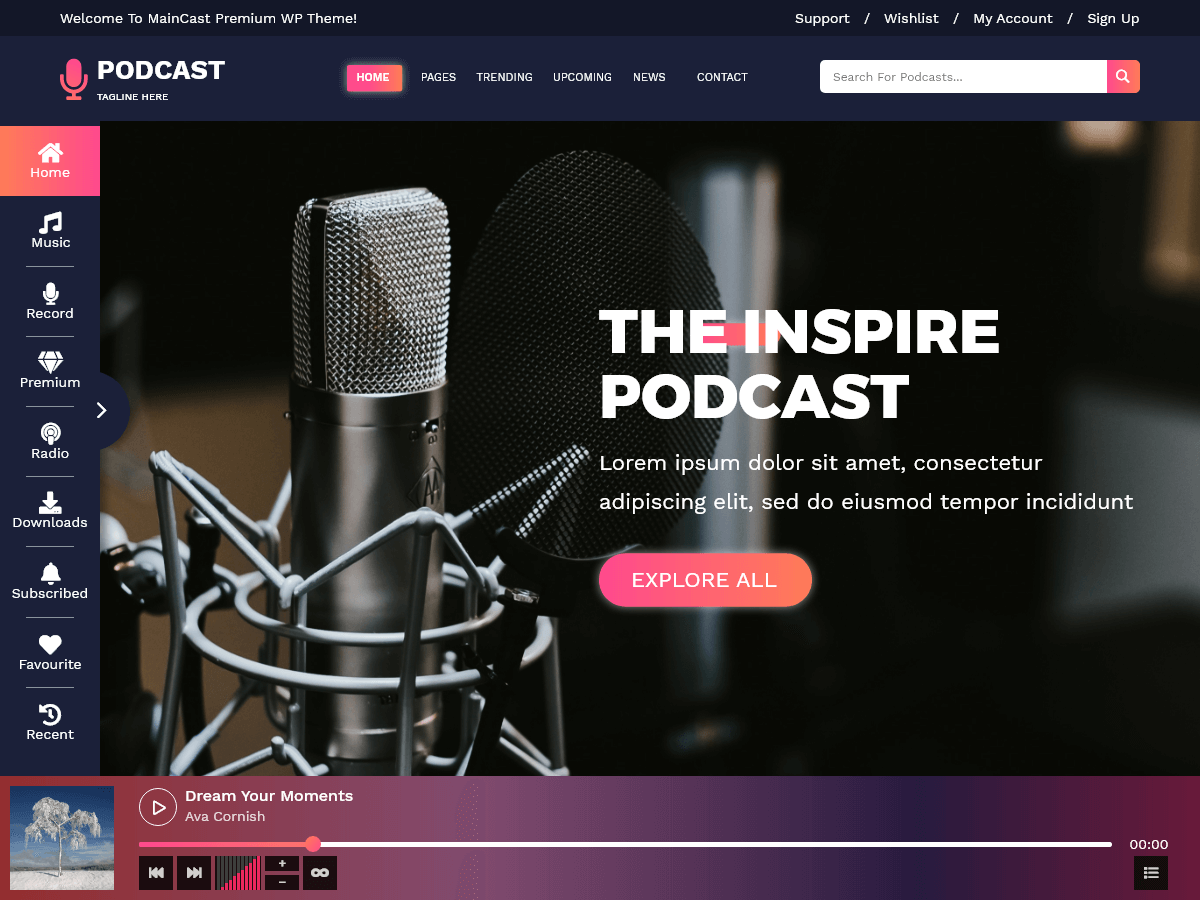 Welcome To MainCast Premium WP Theme!
Support / Wishlist / My Account / Sign Up
PODCAST
TAGLINE HERE
HOME PAGES TRENDING UPCOMING NEWS CONTACT
Search For Podcasts...
Home
Music
Record
Premium
Radio
Downloads
Subscribed
Favourite
Recent
THE INSPIRE
PODCAST
Lorem ipsum dolor sit amet, consectetur
adipiscing elit, sed do eiusmod tempor incididunt
EXPLORE ALL
Dream Your Moments
Ava Cornish
00:00